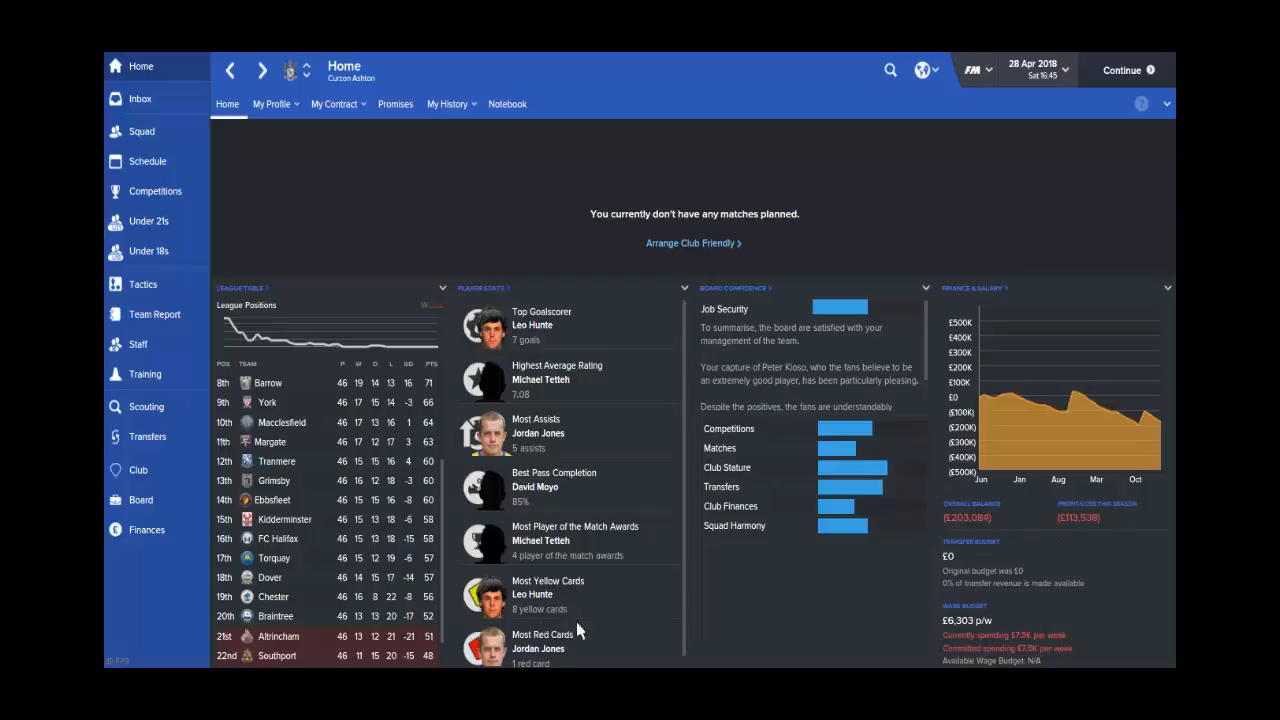 Home
Inbox
Squad
Schedule
Competitions
Under 21s
Under 18s
Tactics
Team Report
Staff
Training
Scouting
Transfers
Club
Board
Finances
Home
Curzon Ashton
FM
28 Apr 2018
Sat 16:45
Continue
Home My Profile My Contract Promises My History Notebook
You currently don't have any matches planned.
Arrange Club Friendly >
LEAGUE TABLE >
League Positions
POS TEAM P W D L GD PTS
8th Barrow 46 19 14 13 16 71
9th York 46 17 15 14 -3 66
10th Macclesfield 46 17 13 16 1 64
11th Margate 46 17 12 17 3 63
12th Tranmere 46 15 15 16 4 60
13th Grimsby 46 16 12 18 -3 60
14th Ebbsfleet 46 15 15 16 -8 60
15th Kidderminster 46 15 13 18 -6 58
16th FC Halifax 46 15 13 18 -15 58
17th Torquay 46 15 12 19 -6 57
18th Dover 46 14 15 17 -14 57
19th Chester 46 16 8 22 -8 56
20th Braintree 46 13 13 20 -17 52
21st Altrincham 46 13 12 21 -21 51
22nd Southport 46 11 15 20 -15 48
PLAYER STATS >
Top Goalscorer
Leo Hunte
7 goals
Highest Average Rating
Michael Tetteh
7.08
Most Assists
Jordan Jones
5 assists
Best Pass Completion
David Moyo
85%
Most Player of the Match Awards
Michael Tetteh
4 player of the match awards
Most Yellow Cards
Leo Hunte
8 yellow cards
Most Red Cards
Jordan Jones
1 red card
BOARD CONFIDENCE >
Job Security
To summarise, the board are satisfied with your
management of the team.
Your capture of Peter Kioso, who the fans believe to be
an extremely good player, has been particularly pleasing.
Despite the positives, the fans are understandably
Competitions
Matches
Club Stature
Transfers
Club Finances
Squad Harmony
FINANCE & SALARY >
£500K
£400K
£300K
£200K
£100K
£0
(£100K)
(£200K)
(£300K)
(£400K)
(£500K)
Jun Jan Aug Mar Oct
OVERALL BALANCE PROFIT/LOSS THIS SEASON
(£203,084) (£113,538)
TRANSFER BUDGET
£0
Original budget was £0
0% of transfer revenue is made available
WAGE BUDGET
£6,303 p/w
Currently spending £7.5K per week
Committed spending £7.5K per week
Available Wage Budget: N/A